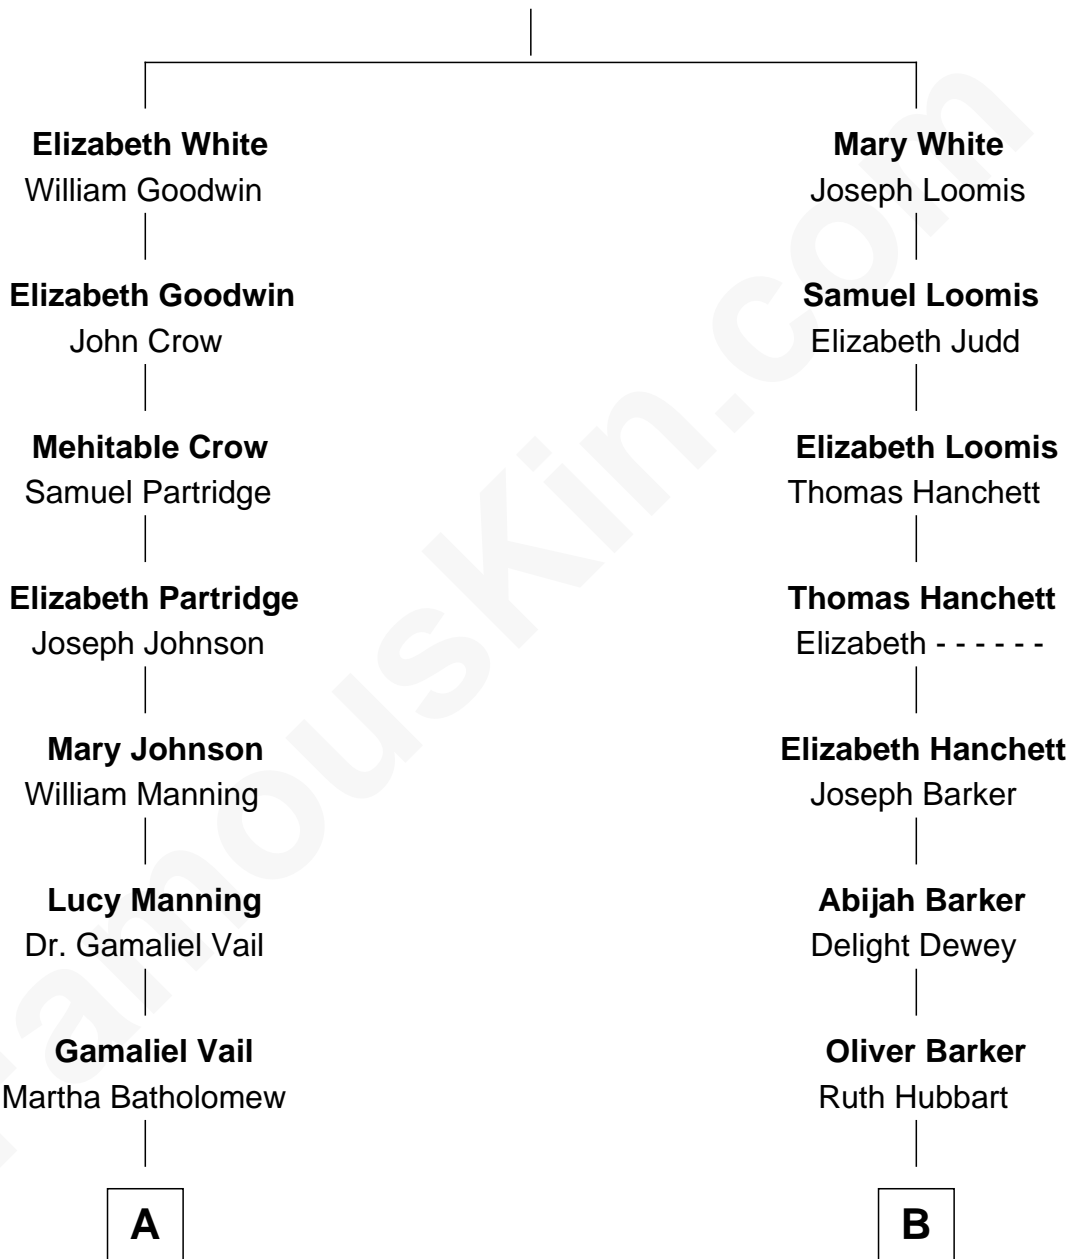 Elizabeth White
William Goodwin
Elizabeth Goodwin
John Crow
Mehitable Crow
Samuel Partridge
Elizabeth Partridge
Joseph Johnson
Mary Johnson
William Manning
Lucy Manning
Dr. Gamaliel Vail
Gamaliel Vail
Martha Batholomew
A
Mary White
Joseph Loomis
Samuel Loomis
Elizabeth Judd
Elizabeth Loomis
Thomas Hanchett
Thomas Hanchett
Elizabeth - - - - - -
Elizabeth Hanchett
Joseph Barker
Abijah Barker
Delight Dewey
Oliver Barker
Ruth Hubbart
B
FamousKin.com